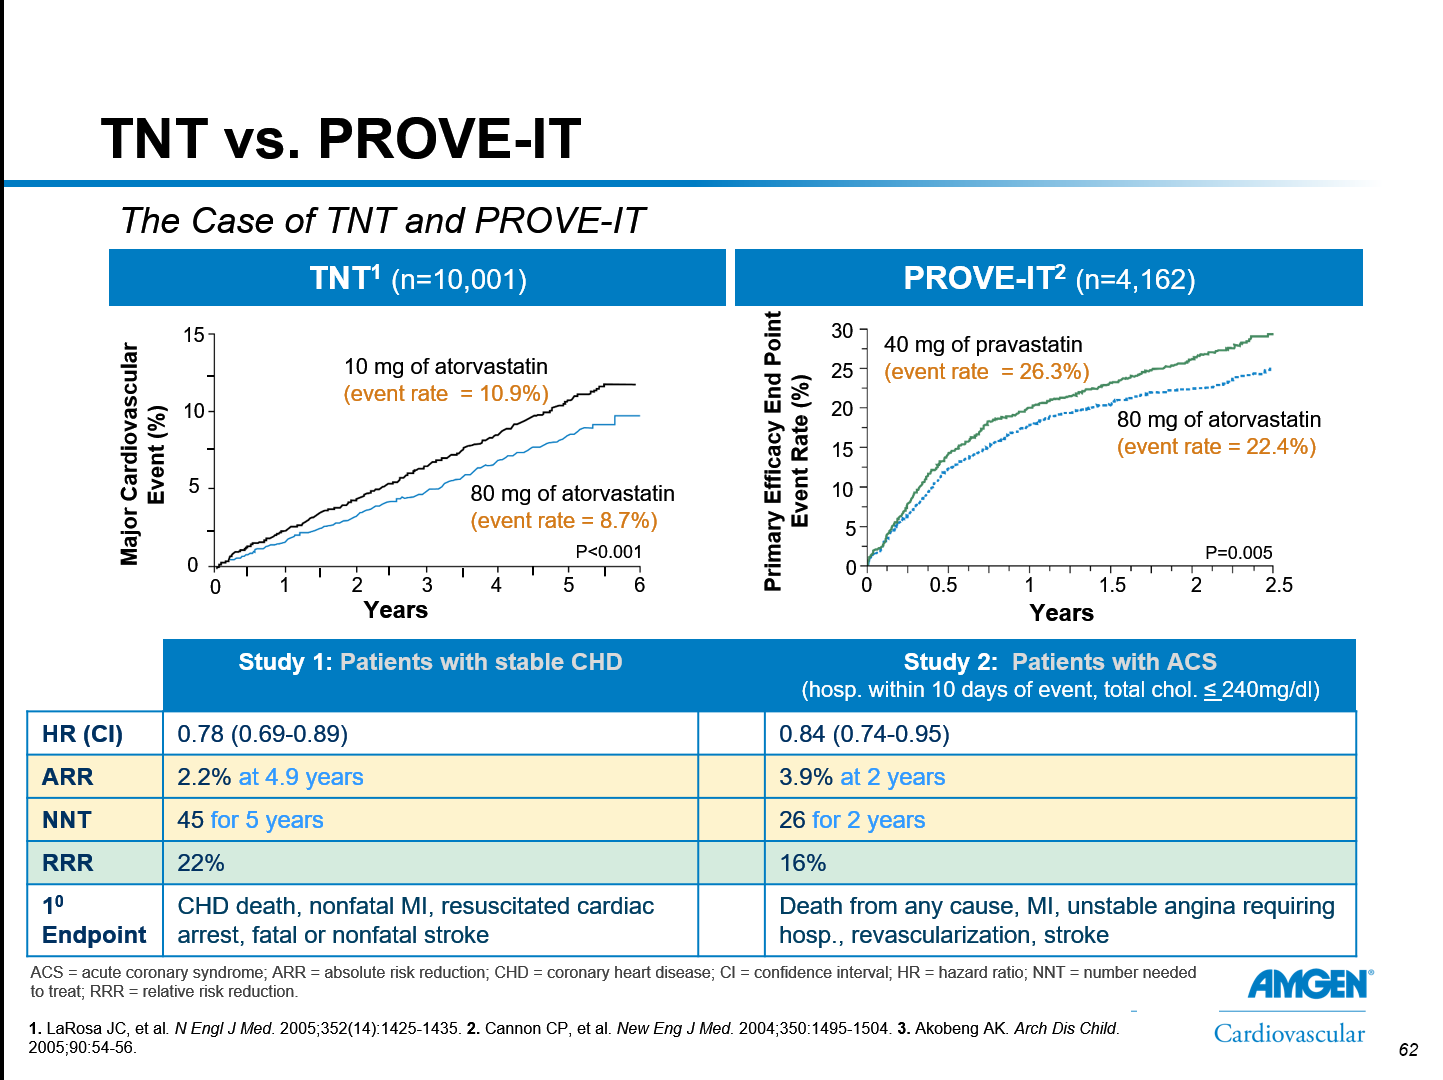 TNT vs. PROVE-IT
The Case of TNT and PROVE-IT
TNT¹ (n=10,001)
Major Cardiovascular
Event (%)
15
10
5
0
10 mg of atorvastatin
(event rate = 10.9%)
80 mg of atorvastatin
(event rate = 8.7%)
P<0.001
0 1 2 3 4 5 6
Years
PROVE-IT² (n=4,162)
Primary Efficacy End Point
Event Rate (%)
30
25
20
15
10
5
0
40 mg of pravastatin
(event rate = 26.3%)
80 mg of atorvastatin
(event rate = 22.4%)
P=0.005
0 0.5 1 1.5 2 2.5
Years
Study 1: Patients with stable CHD
Study 2: Patients with ACS
(hosp. within 10 days of event, total chol. ≤ 240mg/dl)
HR (CI) 0.78 (0.69-0.89) 0.84 (0.74-0.95)
ARR 2.2% at 4.9 years 3.9% at 2 years
NNT 45 for 5 years 26 for 2 years
RRR 22% 16%
1⁰
Endpoint
CHD death, nonfatal MI, resuscitated cardiac
arrest, fatal or nonfatal stroke
Death from any cause, MI, unstable angina requiring
hosp., revascularization, stroke
ACS = acute coronary syndrome; ARR = absolute risk reduction; CHD = coronary heart disease; CI = confidence interval; HR = hazard ratio; NNT = number needed
to treat; RRR = relative risk reduction.
1. LaRosa JC, et al. N Engl J Med. 2005;352(14):1425-1435. 2. Cannon CP, et al. New Eng J Med. 2004;350:1495-1504. 3. Akobeng AK. Arch Dis Child.
2005;90:54-56.
AMGEN®
Cardiovascular
62